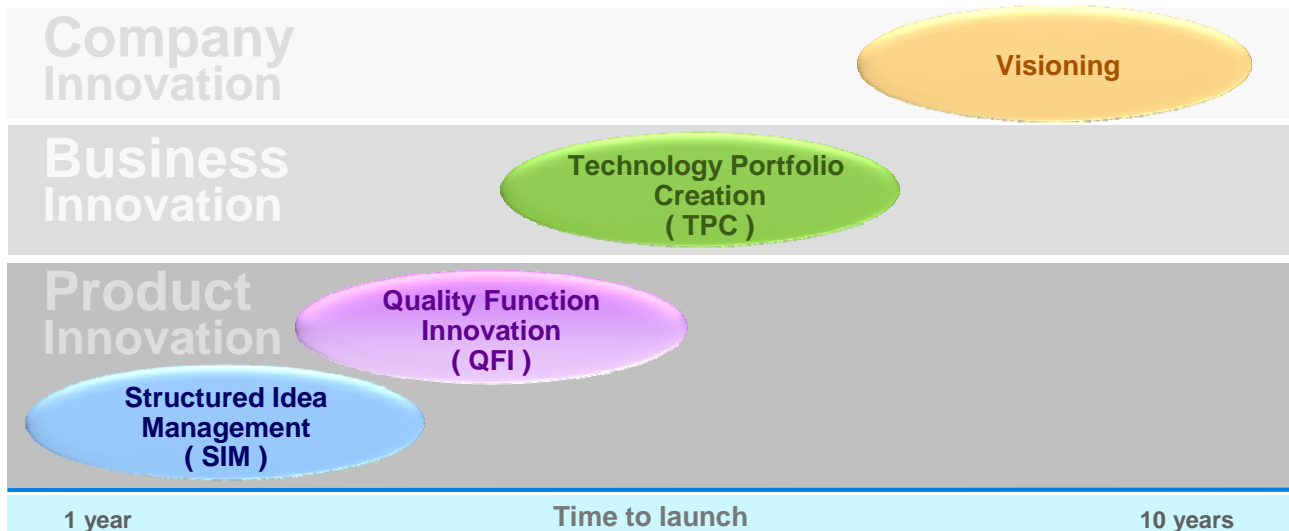 Company
Innovation
Visioning
Business
Innovation
Technology Portfolio
Creation
( TPC )
Product
Innovation
Quality Function
Innovation
( QFI )
Structured Idea
Management
( SIM )
1 year
Time to launch
10 years